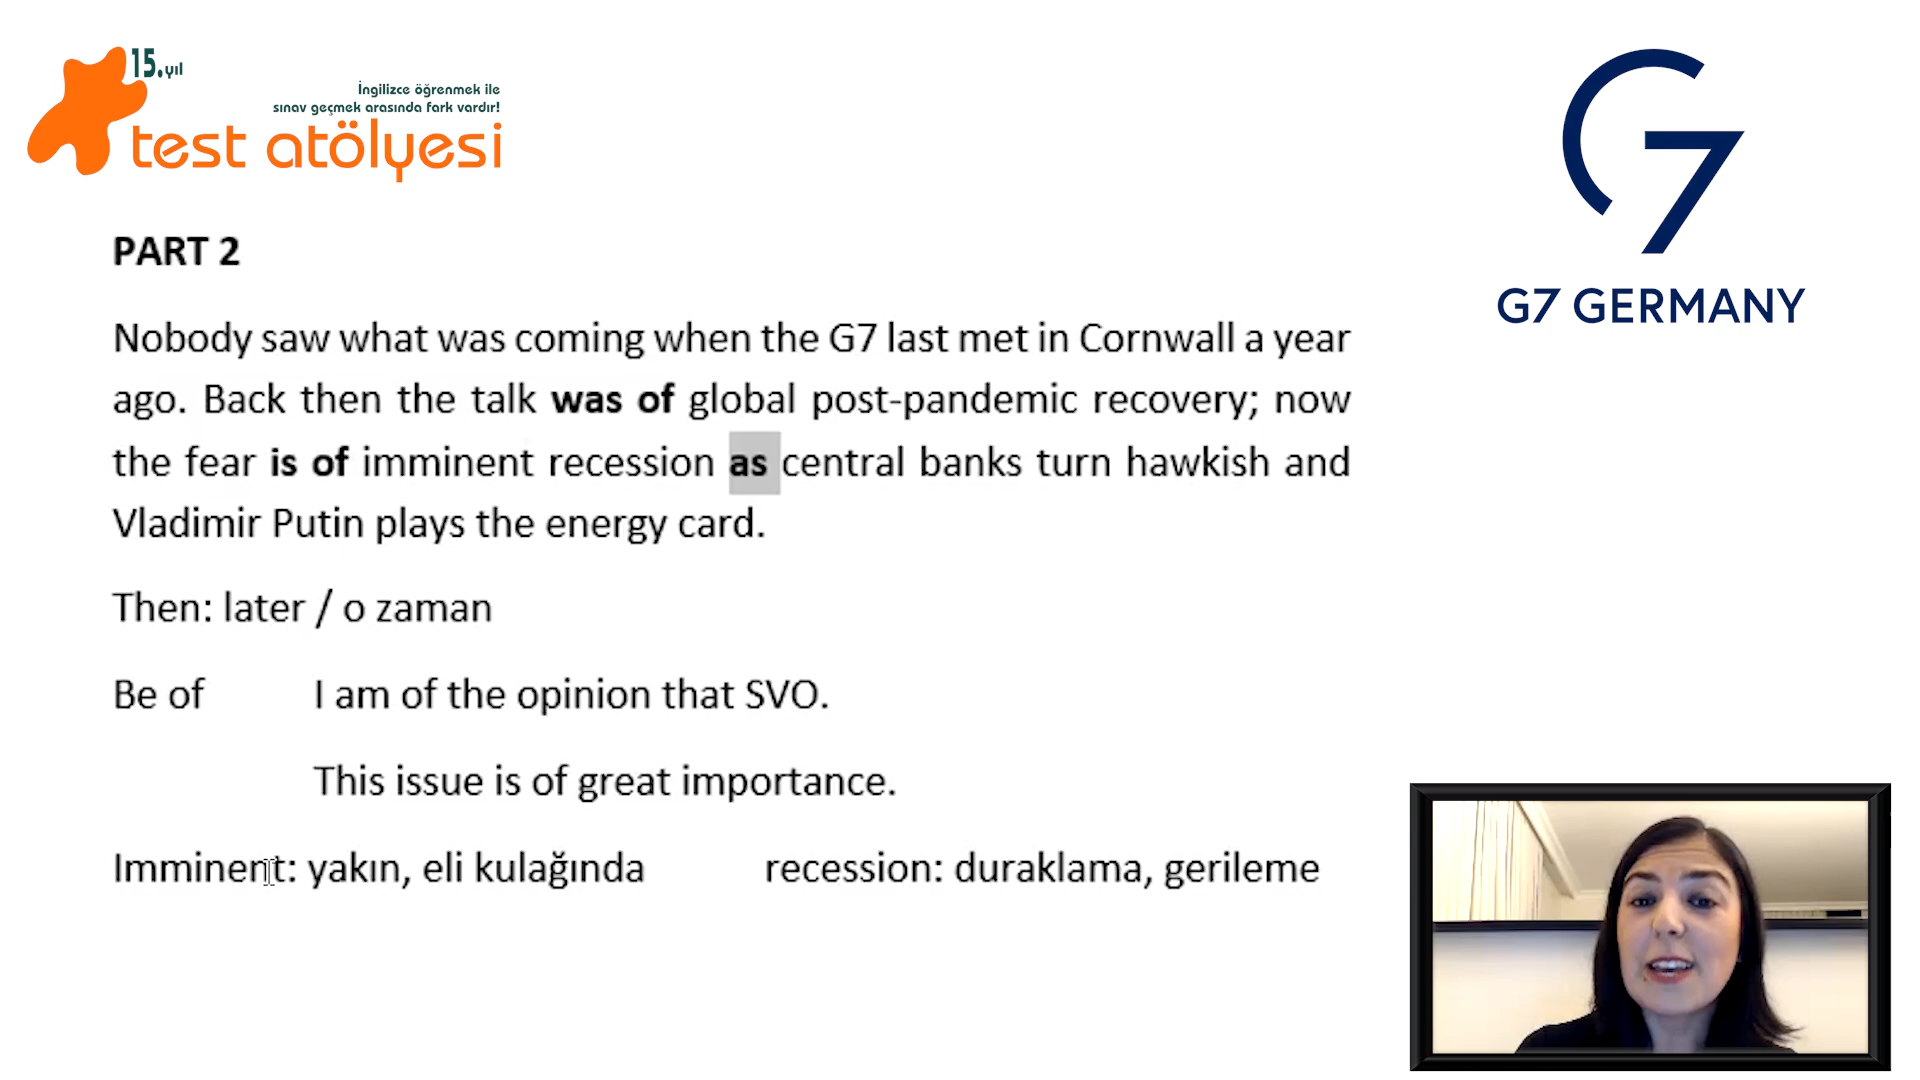 15.yıl
İngilizce öğrenmek ile
sınav geçmek arasında fark vardır!
test atölyesi
G7
G7 GERMANY
PART 2
Nobody saw what was coming when the G7 last met in Cornwall a year
ago. Back then the talk was of global post-pandemic recovery; now
the fear is of imminent recession as central banks turn hawkish and
Vladimir Putin plays the energy card.
Then: later / o zaman
Be of I am of the opinion that SVO.
This issue is of great importance.
Imminent: yakın, eli kulağında recession: duraklama, gerileme